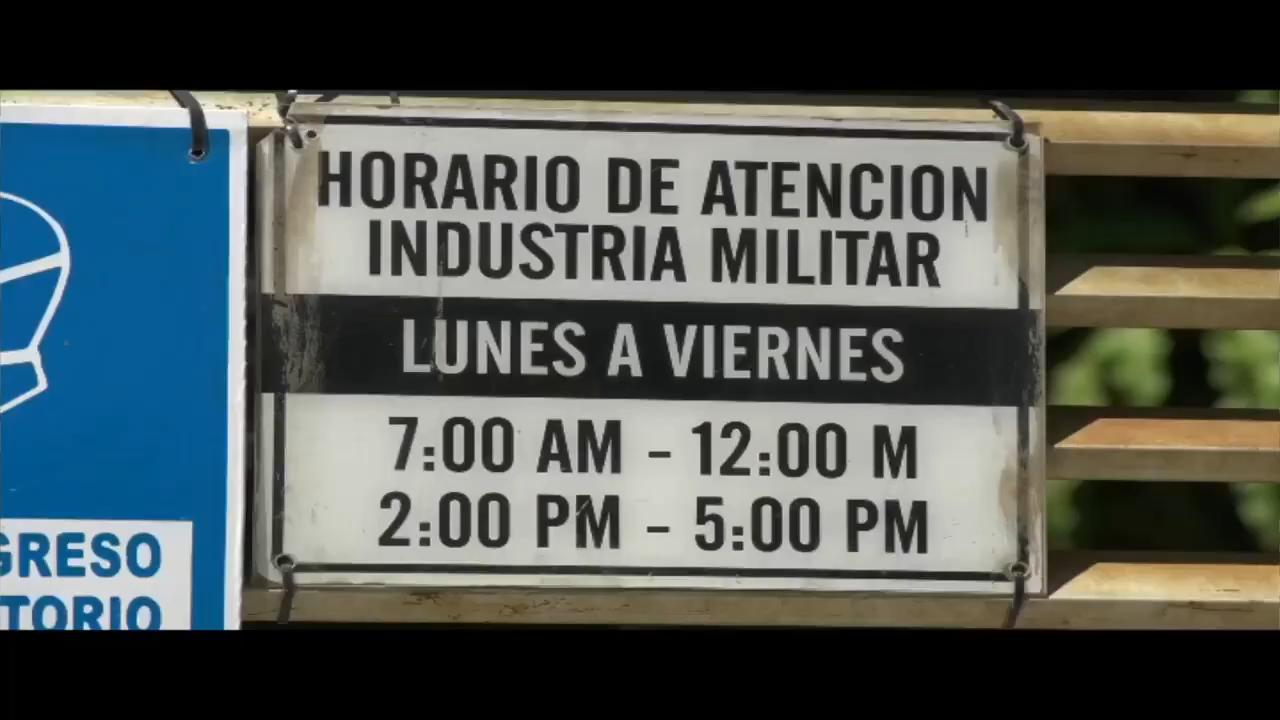 HORARIO DE ATENCION
INDUSTRIA MILITAR
LUNES A VIERNES
7:00 AM - 12:00 M
2:00 PM - 5:00 PM
GRESO
TORIO